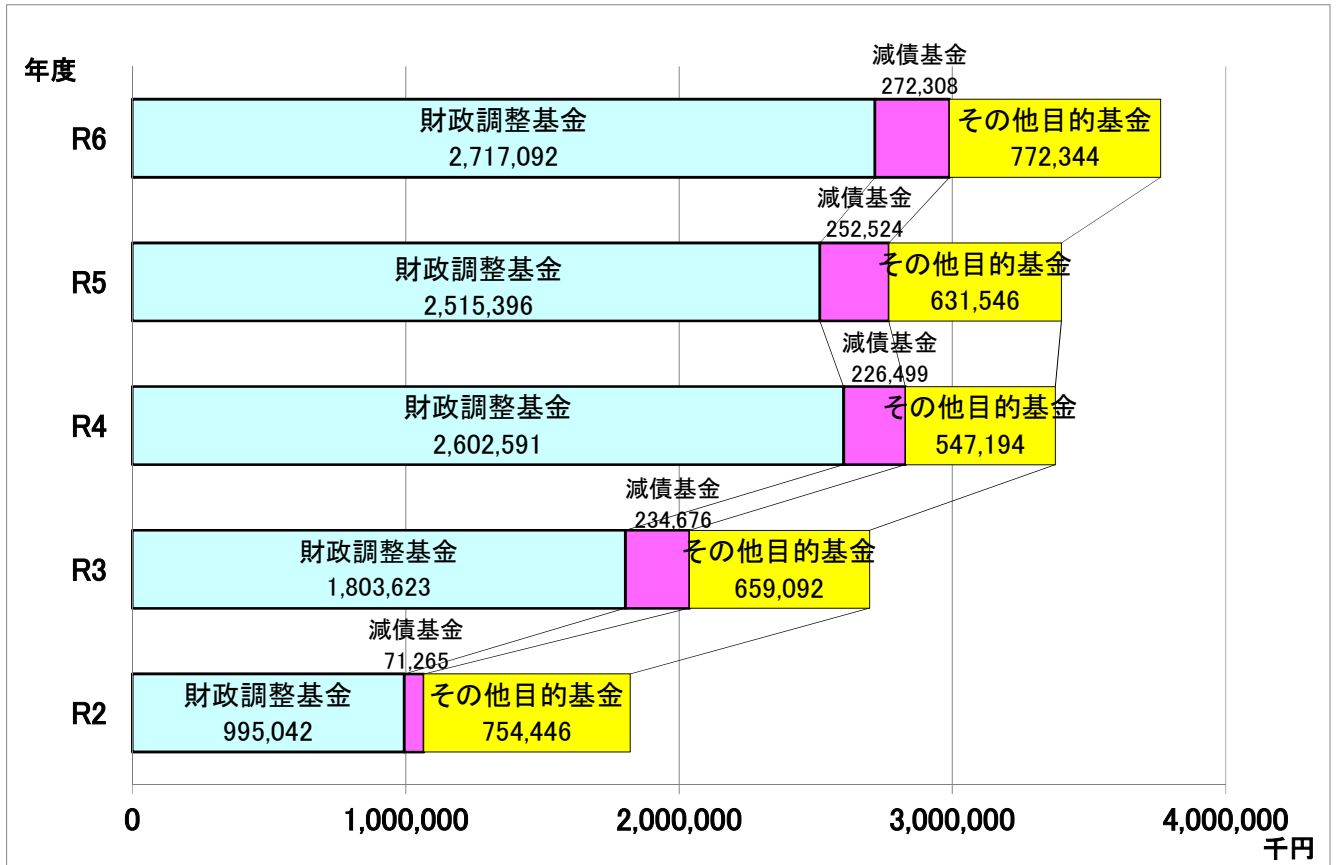 年度
減債基金
272,308
R6
財政調整基金
2,717,092
その他目的基金
772,344
減債基金
252,524
R5
財政調整基金
2,515,396
その他目的基金
631,546
減債基金
226,499
R4
財政調整基金
2,602,591
その他目的基金
547,194
減債基金
234,676
R3
財政調整基金
1,803,623
その他目的基金
659,092
減債基金
71,265
R2
財政調整基金
995,042
その他目的基金
754,446
0 1,000,000 2,000,000 3,000,000 4,000,000
千円